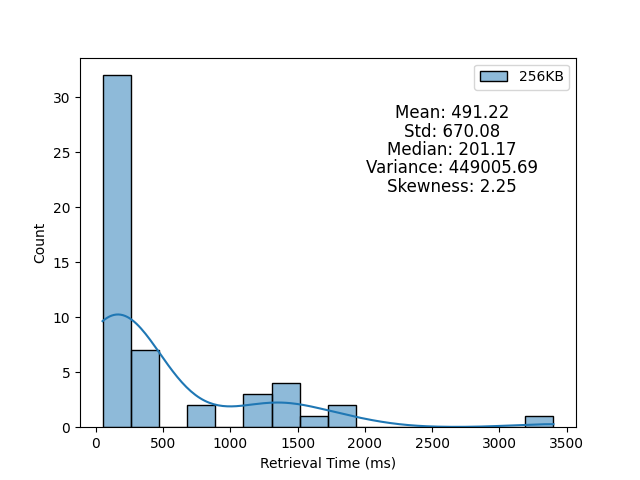 256KB
Mean: 491.22
Std: 670.08
Median: 201.17
Variance: 449005.69
Skewness: 2.25
Count
30
25
20
15
10
5
0
0 500 1000 1500 2000 2500 3000 3500
Retrieval Time (ms)